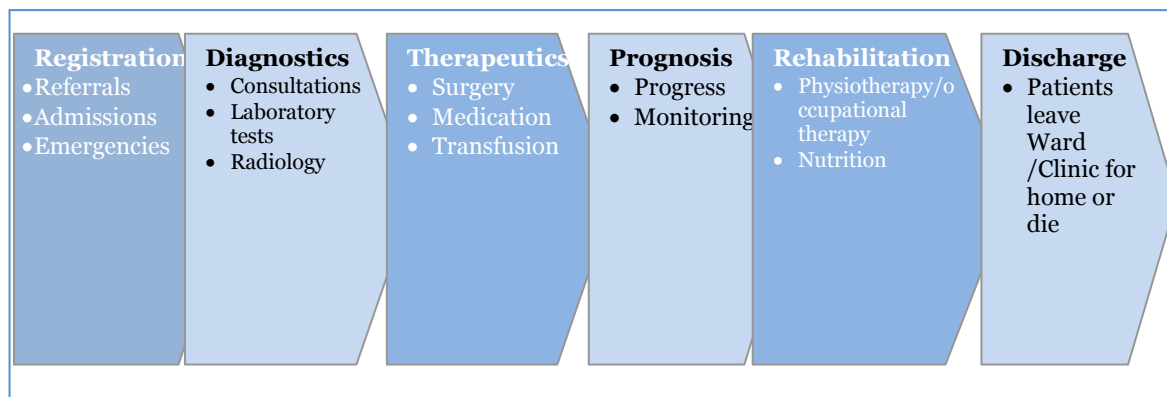 Registration
•Referrals
•Admissions
•Emergencies
Diagnostics
• Consultations
• Laboratory
tests
• Radiology
Therapeutics
• Surgery
• Medication
• Transfusion
Prognosis
• Progress
• Monitoring
Rehabilitation
• Physiotherapy/o
ccupational
therapy
• Nutrition
Discharge
• Patients
leave
Ward
/Clinic for
home or
die